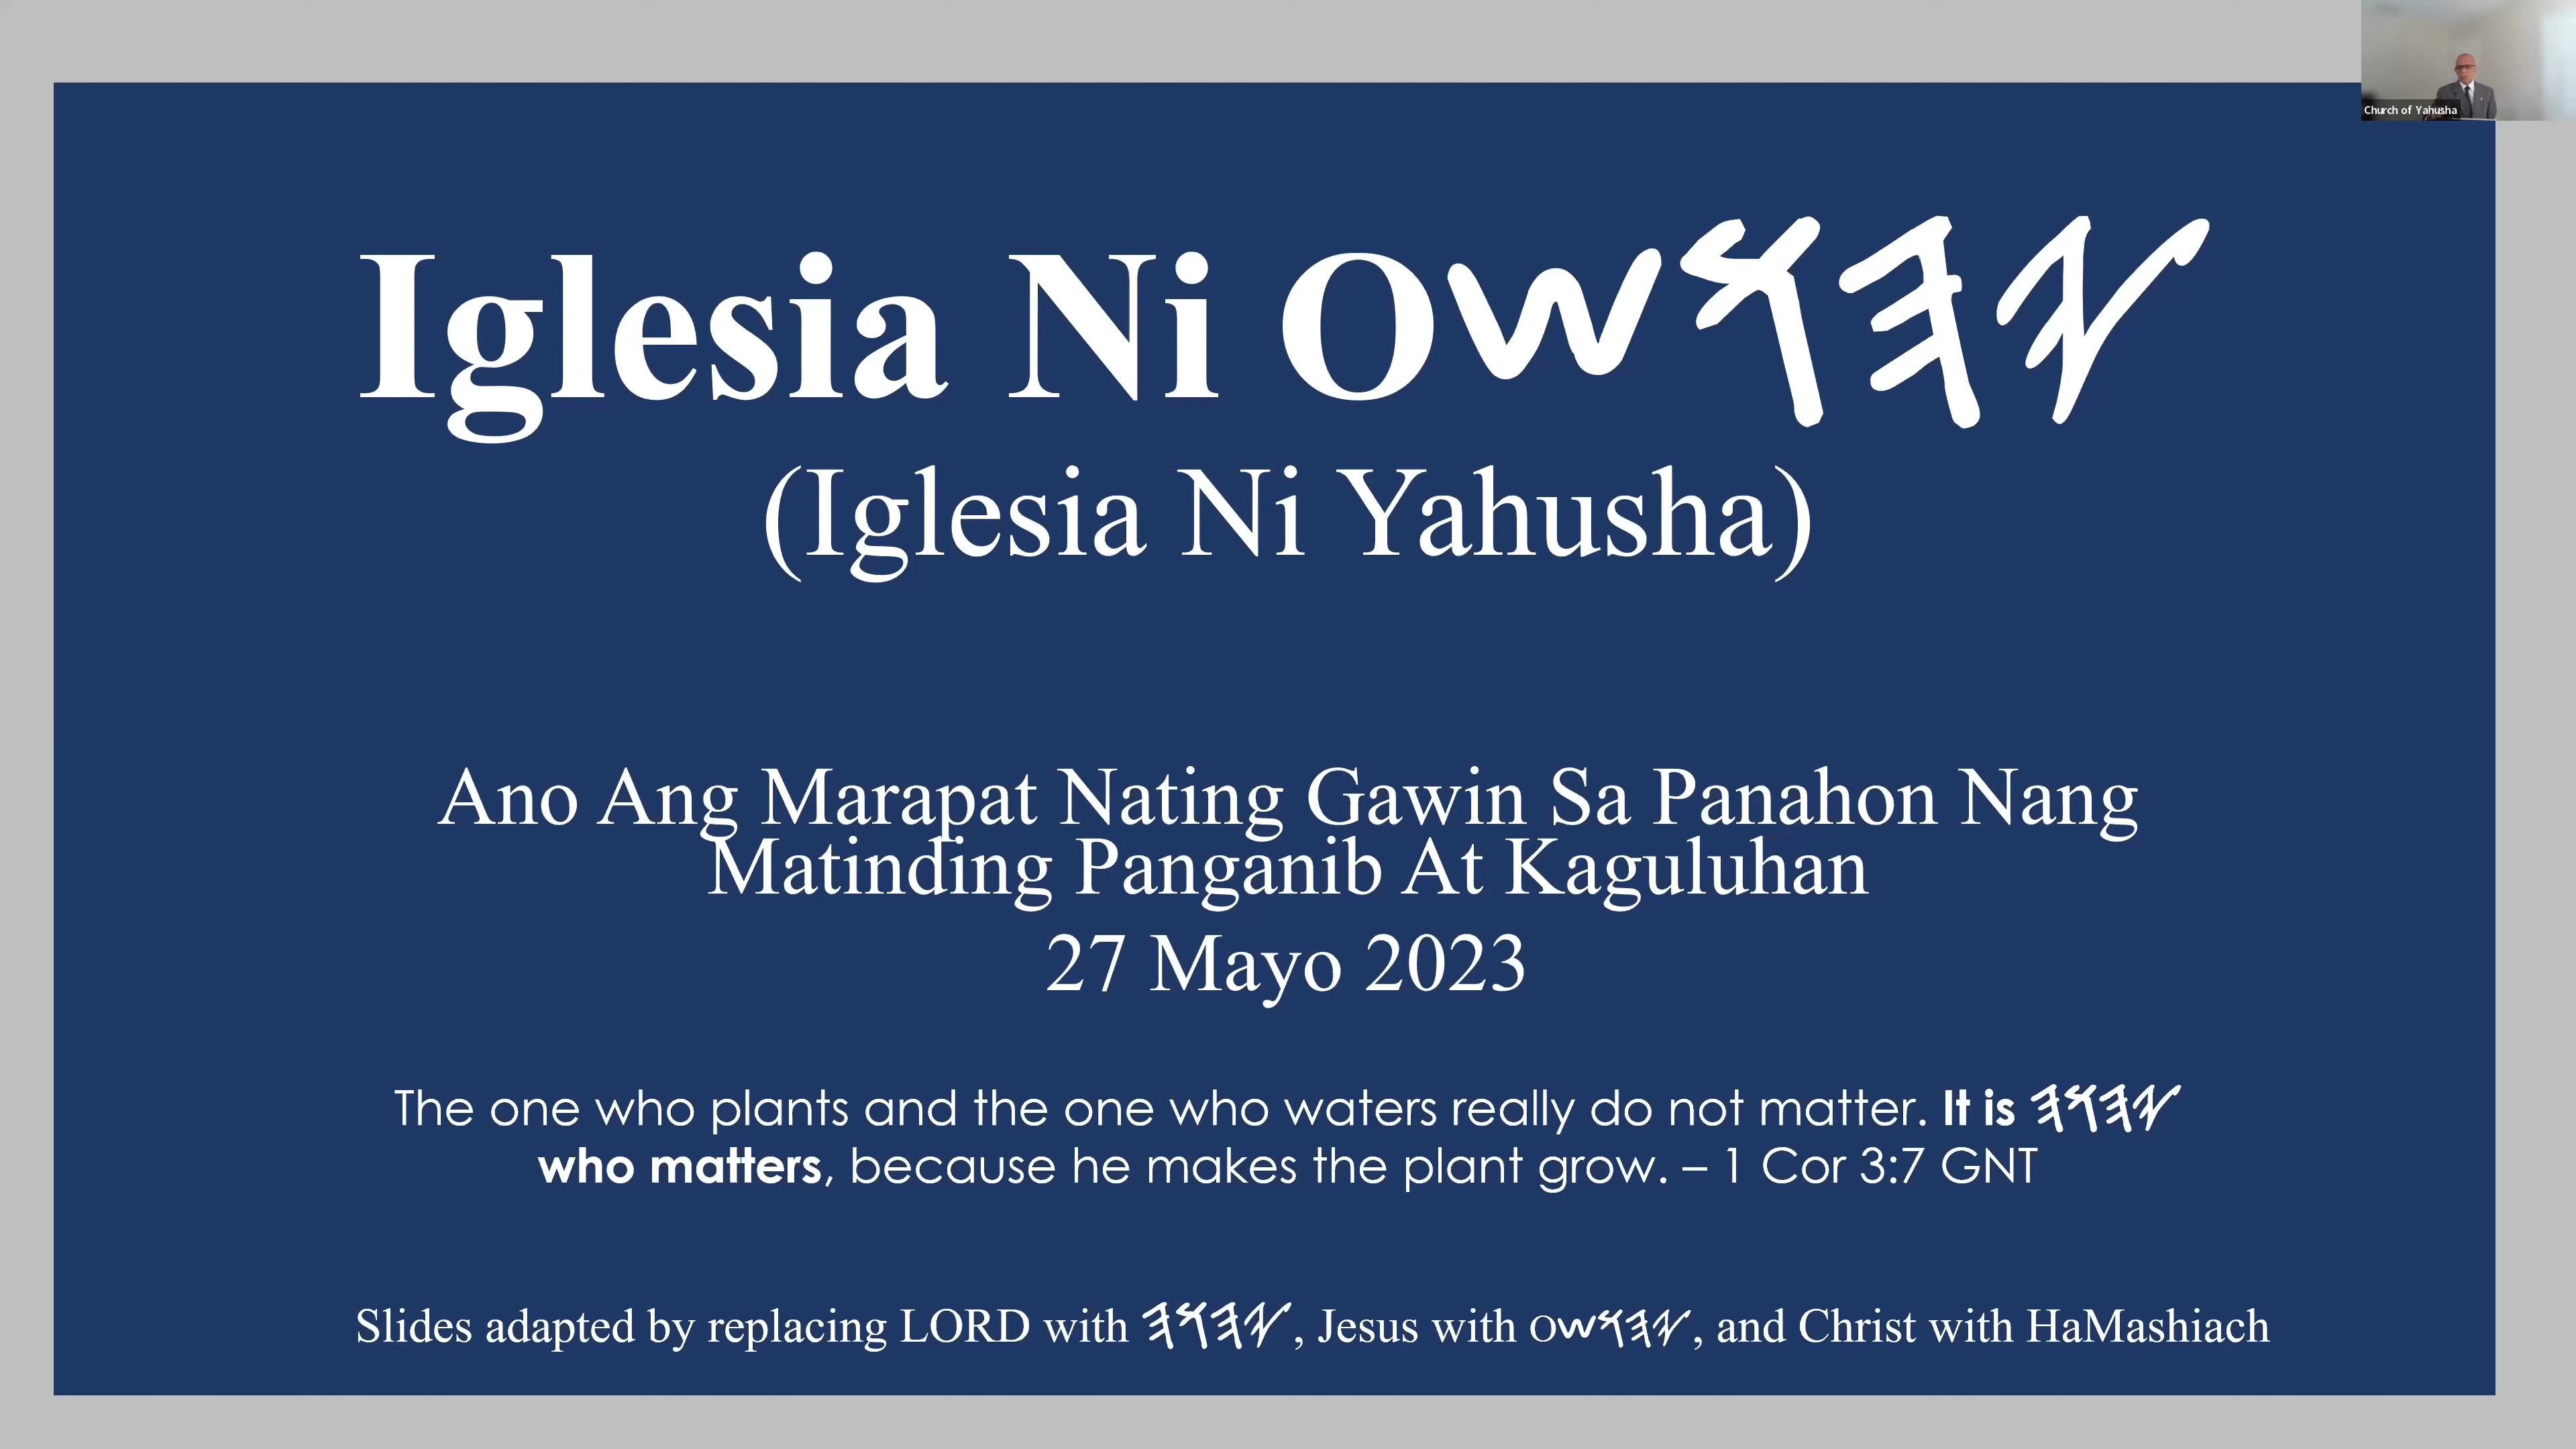 Church of Yahusha
Iglesia Ni 𐤉𐤄𐤅𐤔𐤏
(Iglesia Ni Yahusha)
Ano Ang Marapat Nating Gawin Sa Panahon Nang
Matinding Panganib At Kaguluhan
27 Mayo 2023
The one who plants and the one who waters really do not matter. It is 𐤉𐤄𐤅𐤄
who matters, because he makes the plant grow. – 1 Cor 3:7 GNT
Slides adapted by replacing LORD with 𐤉𐤄𐤅𐤄, Jesus with 𐤉𐤄𐤅𐤔𐤏, and Christ with HaMashiach